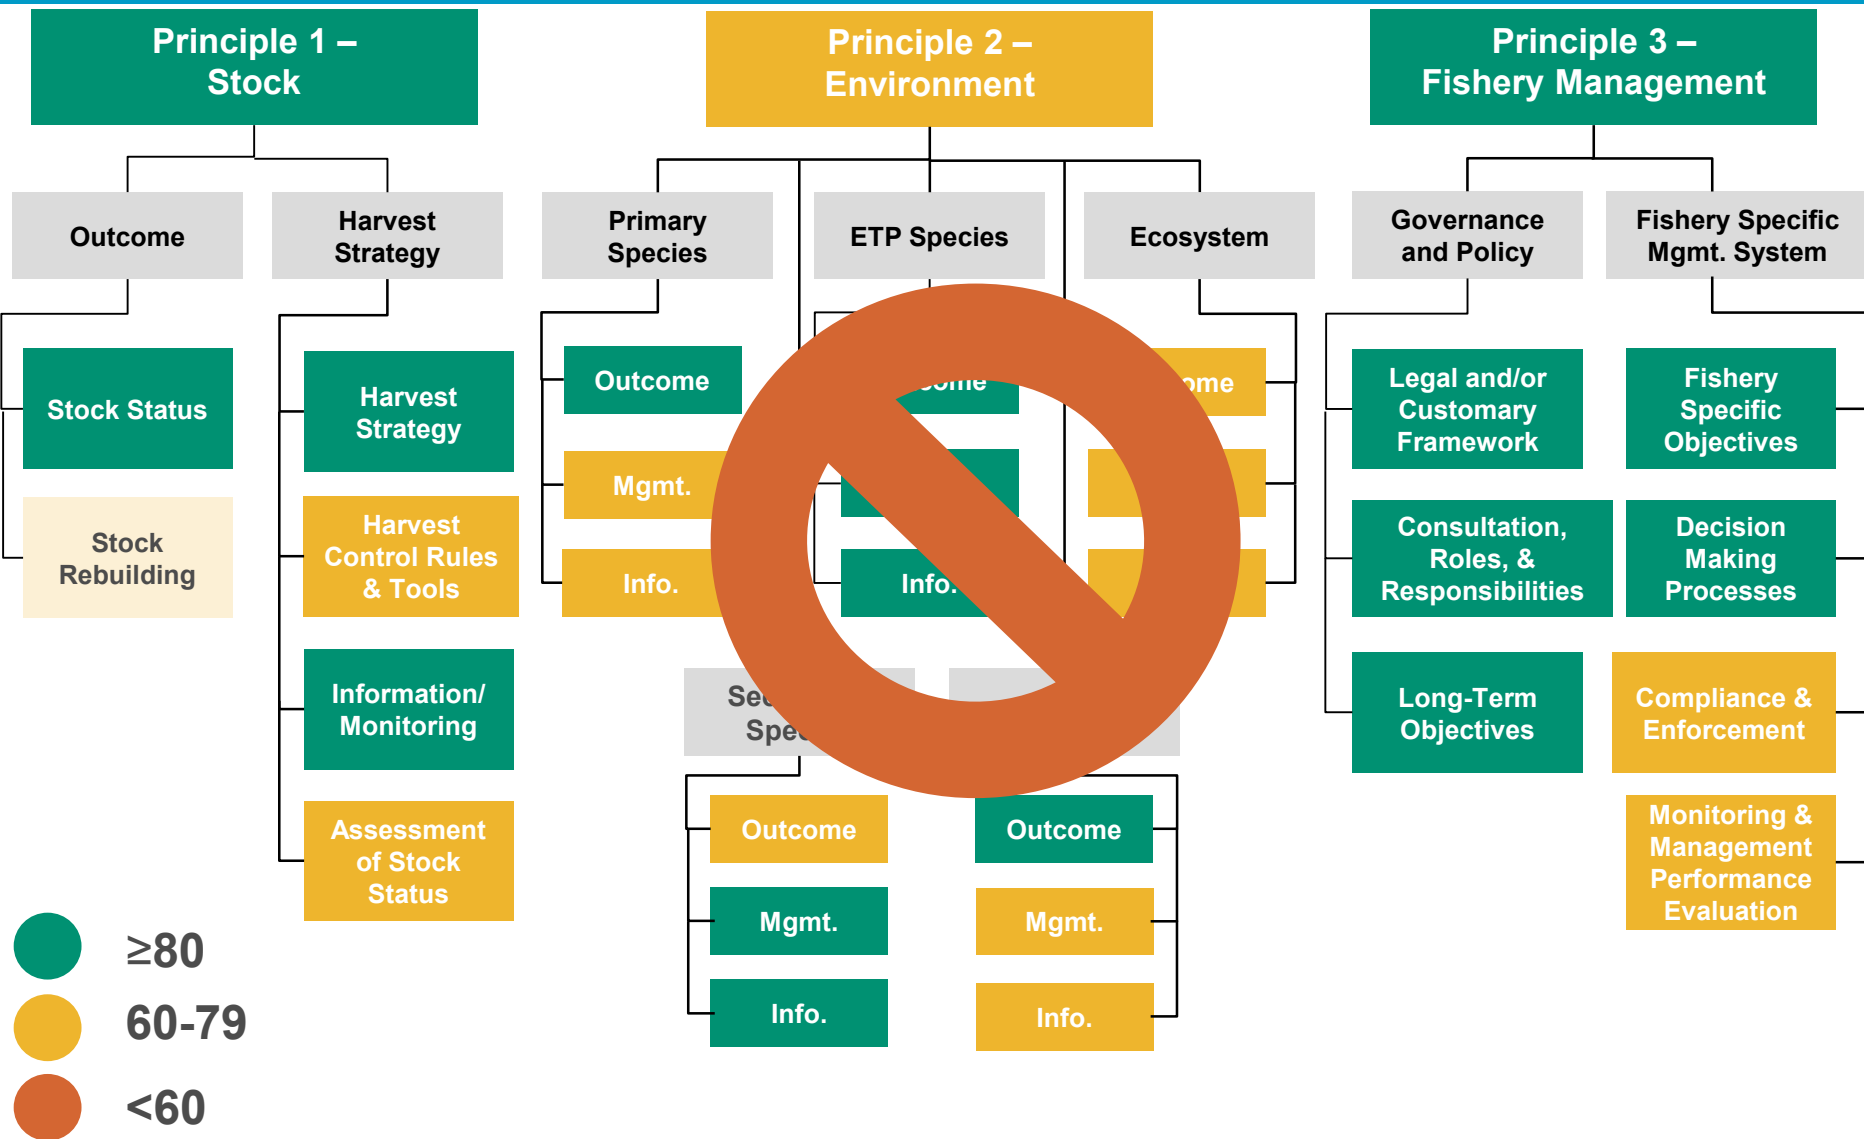 Principle 1 –
Stock
Principle 2 –
Environment
Principle 3 –
Fishery Management
Outcome
Harvest
Strategy
Primary
Species
ETP Species
Ecosystem
Governance
and Policy
Fishery Specific
Mgmt. System
Stock Status
Stock
Rebuilding
Harvest
Strategy
Harvest
Control Rules
& Tools
Information/
Monitoring
Assessment
of Stock
Status
Outcome
Mgmt.
Info.
Info.
Outcome
Mgmt.
Info.
Outcome
Mgmt.
Info.
Legal and/or
Customary
Framework
Consultation,
Roles, &
Responsibilities
Long-Term
Objectives
Fishery
Specific
Objectives
Decision
Making
Processes
Compliance &
Enforcement
Monitoring &
Management
Performance
Evaluation
≥80
60-79
<60